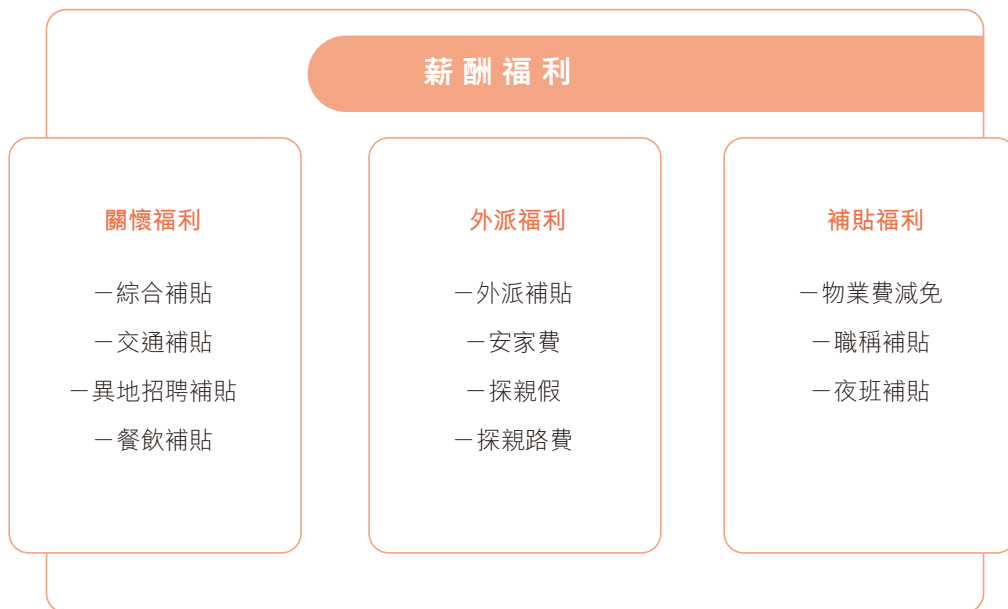 薪酬福利
關懷福利
－綜合補貼
－交通補貼
－異地招聘補貼
－餐飲補貼
外派福利
－外派補貼
－安家費
－探親假
－探親路費
補貼福利
－物業費減免
－職稱補貼
－夜班補貼